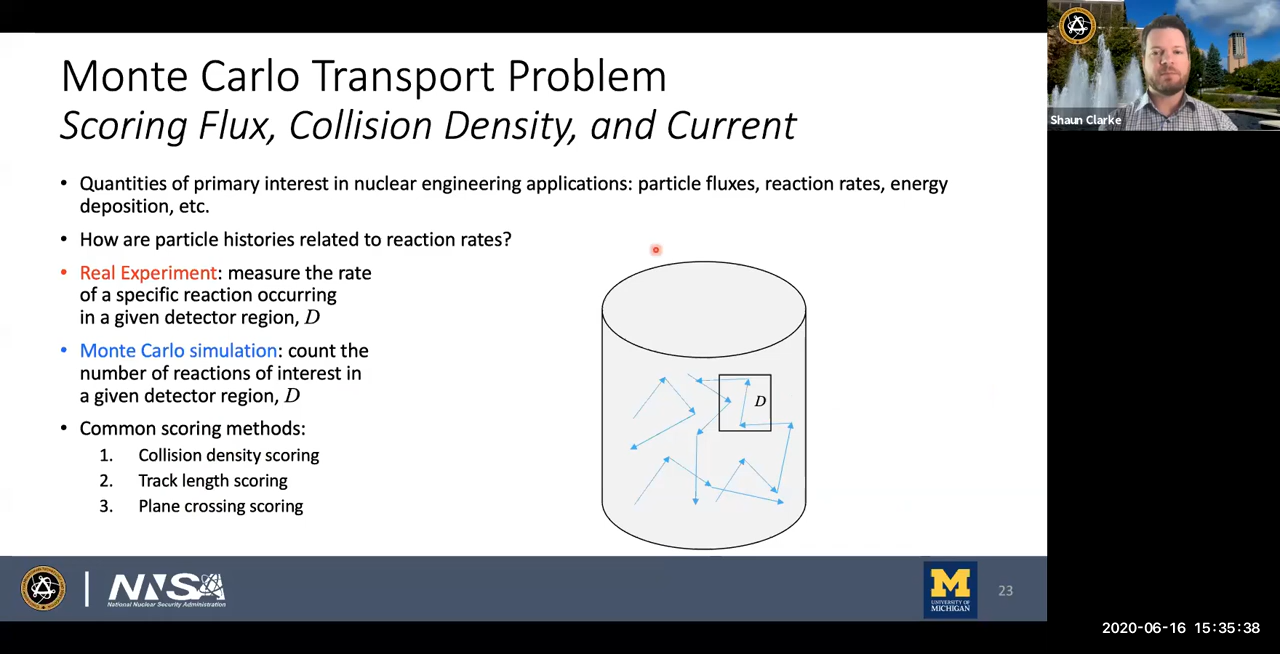 Monte Carlo Transport Problem
Scoring Flux, Collision Density, and Current
• Quantities of primary interest in nuclear engineering applications: particle fluxes, reaction rates, energy
deposition, etc.
• How are particle histories related to reaction rates?
• Real Experiment: measure the rate
of a specific reaction occurring
in a given detector region, D
• Monte Carlo simulation: count the
number of reactions of interest in
a given detector region, D
• Common scoring methods:
1. Collision density scoring
2. Track length scoring
3. Plane crossing scoring
D
Shaun Clarke
NNSA
National Nuclear Security Administration
M
UNIVERSITY OF
MICHIGAN
23
2020-06-16 15:35:38